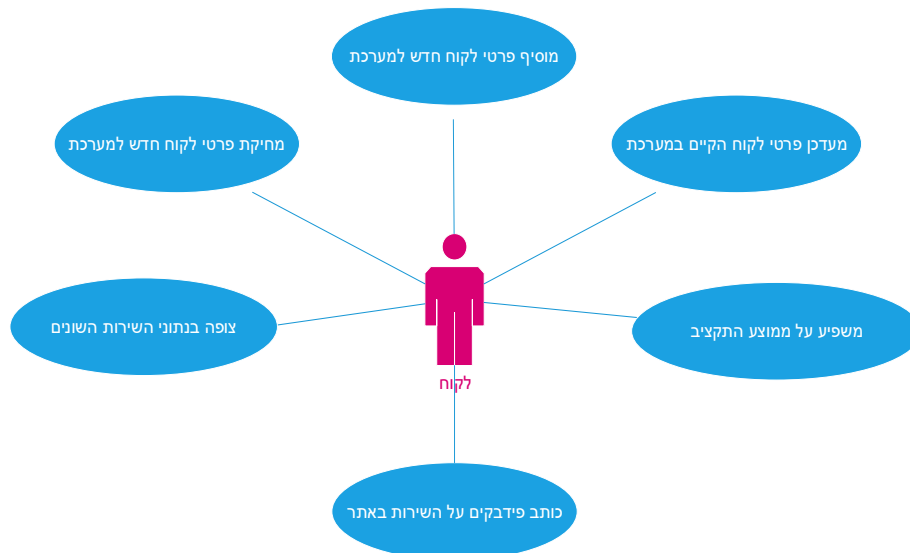 מוסיף פרטי לקוח חדש למערכת
מעדכן פרטי לקוח הקיים במערכת
מחיקת פרטי לקוח חדש למערכת
משפיע על ממוצע התקציב
צופה בנתוני השירות השונים
לקוח
כותב פידבקים על השירות באתר